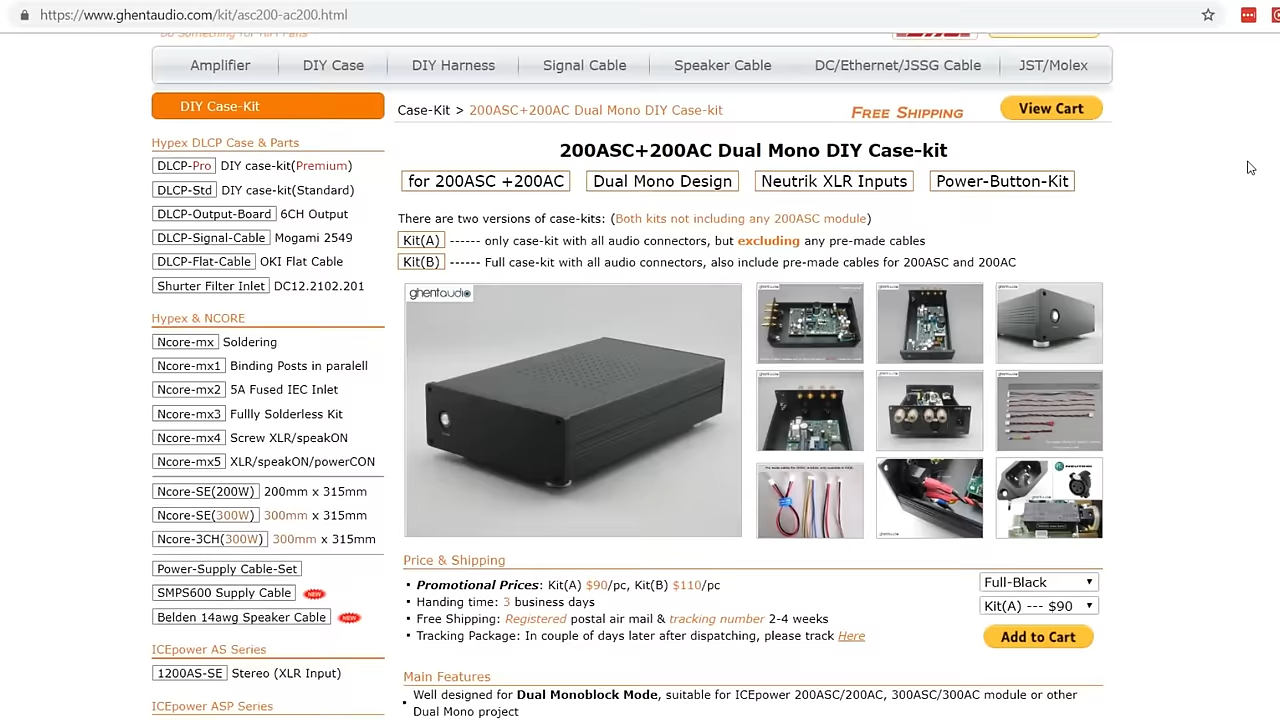 https://www.ghentaudio.com/kit/asc200-ac200.html
Do Something for HiFi Parts
Amplifier
DIY Case
DIY Harness
Signal Cable
Speaker Cable
DC/Ethernet/JSSG Cable
JST/Molex
DIY Case-Kit
Case-Kit > 200ASC+200AC Dual Mono DIY Case-kit
FREE SHIPPING
View Cart
Hypex DLCP Case & Parts
DLCP-Pro DIY case-kit(Premium)
DLCP-Std DIY case-kit(Standard)
DLCP-Output-Board 6CH Output
DLCP-Signal-Cable Mogami 2549
DLCP-Flat-Cable OKI Flat Cable
Shurter Filter Inlet DC12.2102.201
Hypex & NCORE
Ncore-mx Soldering
Ncore-mx1 Binding Posts in paralell
Ncore-mx2 5A Fused IEC Inlet
Ncore-mx3 Fullly Solderless Kit
Ncore-mx4 Screw XLR/speakON
Ncore-mx5 XLR/speakON/powerCON
Ncore-SE(200W) 200mm x 315mm
Ncore-SE(300W) 300mm x 315mm
Ncore-3CH(300W) 300mm x 315mm
Power-Supply Cable-Set
SMPS600 Supply Cable NEW
Belden 14awg Speaker Cable NEW
ICEpower AS Series
1200AS-SE Stereo (XLR Input)
ICEpower ASP Series
200ASC+200AC Dual Mono DIY Case-kit
for 200ASC +200AC
Dual Mono Design
Neutrik XLR Inputs
Power-Button-Kit
There are two versions of case-kits: (Both kits not including any 200ASC module)
Kit(A) ------ only case-kit with all audio connectors, but excluding any pre-made cables
Kit(B) ------ Full case-kit with all audio connectors, also include pre-made cables for 200ASC and 200AC
ghentaudio
NEUTRIK
Price & Shipping
▪ Promotional Prices: Kit(A) $90/pc, Kit(B) $110/pc
▪ Handing time: 3 business days
▪ Free Shipping: Registered postal air mail & tracking number 2-4 weeks
▪ Tracking Package: In couple of days later after dispatching, please track Here
Full-Black
Kit(A) --- $90
Add to Cart
Main Features
▪ Well designed for Dual Monoblock Mode, suitable for ICEpower 200ASC/200AC, 300ASC/300AC module or other
Dual Mono project